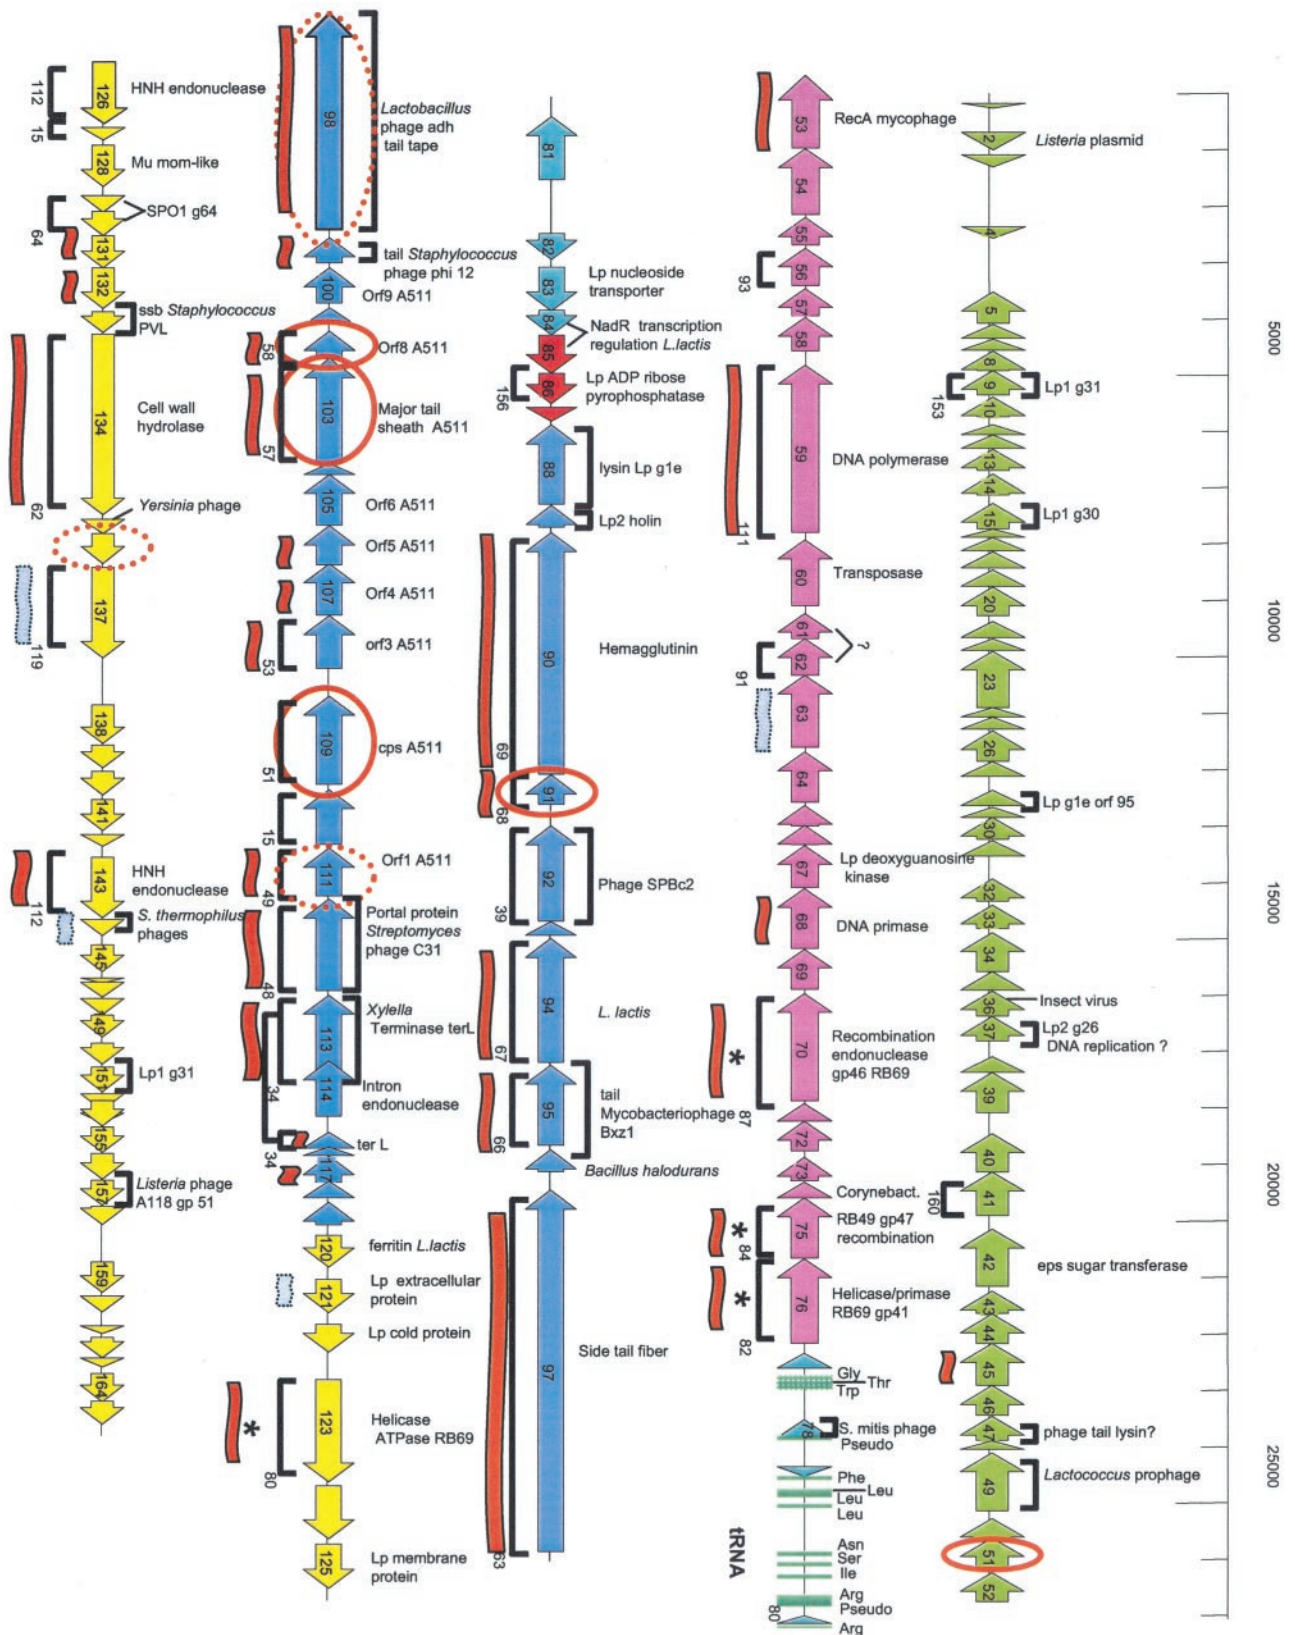 126
HNH endonuclease
112
15
128
Mu mom-like
SPO1 g64
64
131
132
ssb Staphylococcus
PVL
134
Cell wall
hydrolase
62
Yersinia phage
137
119
138
141
143
HNH
endonuclease
112
S. thermophilus
phages
145
149
151
Lp1 g31
155
157
Listeria phage
A118 gp 51
159
164
98
Lactobacillus
phage adh
tail tape
tail Staphylococcus
phage phi 12
100
Orf9 A511
58
Orf8 A511
103
Major tail
sheath A511
57
105
Orf6 A511
Orf5 A511
107
Orf4 A511
orf3 A511
53
109
cps A511
51
15
Orf1 A511
111
49
Portal protein
Streptomyces
phage C31
48
Xylella
Terminase terL
113
114
34
Intron
endonuclease
ter L
34
117
120
ferritin L.lactis
121
Lp extracellular
protein
Lp cold protein
123
Helicase
ATPase RB69
*
80
125
Lp membrane
protein
81
82
83
Lp nucleoside
transporter
84
NadR transcription
regulation L.lactis
85
86
Lp ADP ribose
pyrophosphatase
156
88
lysin Lp g1e
Lp2 holin
90
Hemagglutinin
69
91
68
92
Phage SPBc2
39
94
L. lactis
67
95
tail
Mycobacteriophage
Bxz1
66
Bacillus halodurans
97
Side tail fiber
63
53
RecA mycophage
54
55
56
93
57
58
59
DNA polymerase
111
60
Transposase
61
?
62
91
63
64
67
Lp deoxyguanosine
kinase
68
DNA primase
69
70
Recombination
endonuclease
gp46 RB69
*
87
72
73
Corynebact.
75
RB49 gp47
recombination
*
84
76
Helicase/primase
RB69 gp41
*
82
Gly
Trp
Thr
78
S. mitis phage
Pseudo
Phe
Leu
Leu
Leu
tRNA
Asn
Ser
Ile
Arg
Pseudo
Arg
80
2
Listeria plasmid
4
5
8
9
Lp1 g31
153
10
13
14
15
Lp1 g30
20
23
26
Lp g1e orf 95
30
32
33
34
36
Insect virus
37
Lp2 g26
DNA replication ?
39
40
41
160
42
eps sugar transferase
43
44
45
46
47
phage tail lysin?
49
Lactococcus prophage
51
52
5000
10000
15000
20000
25000